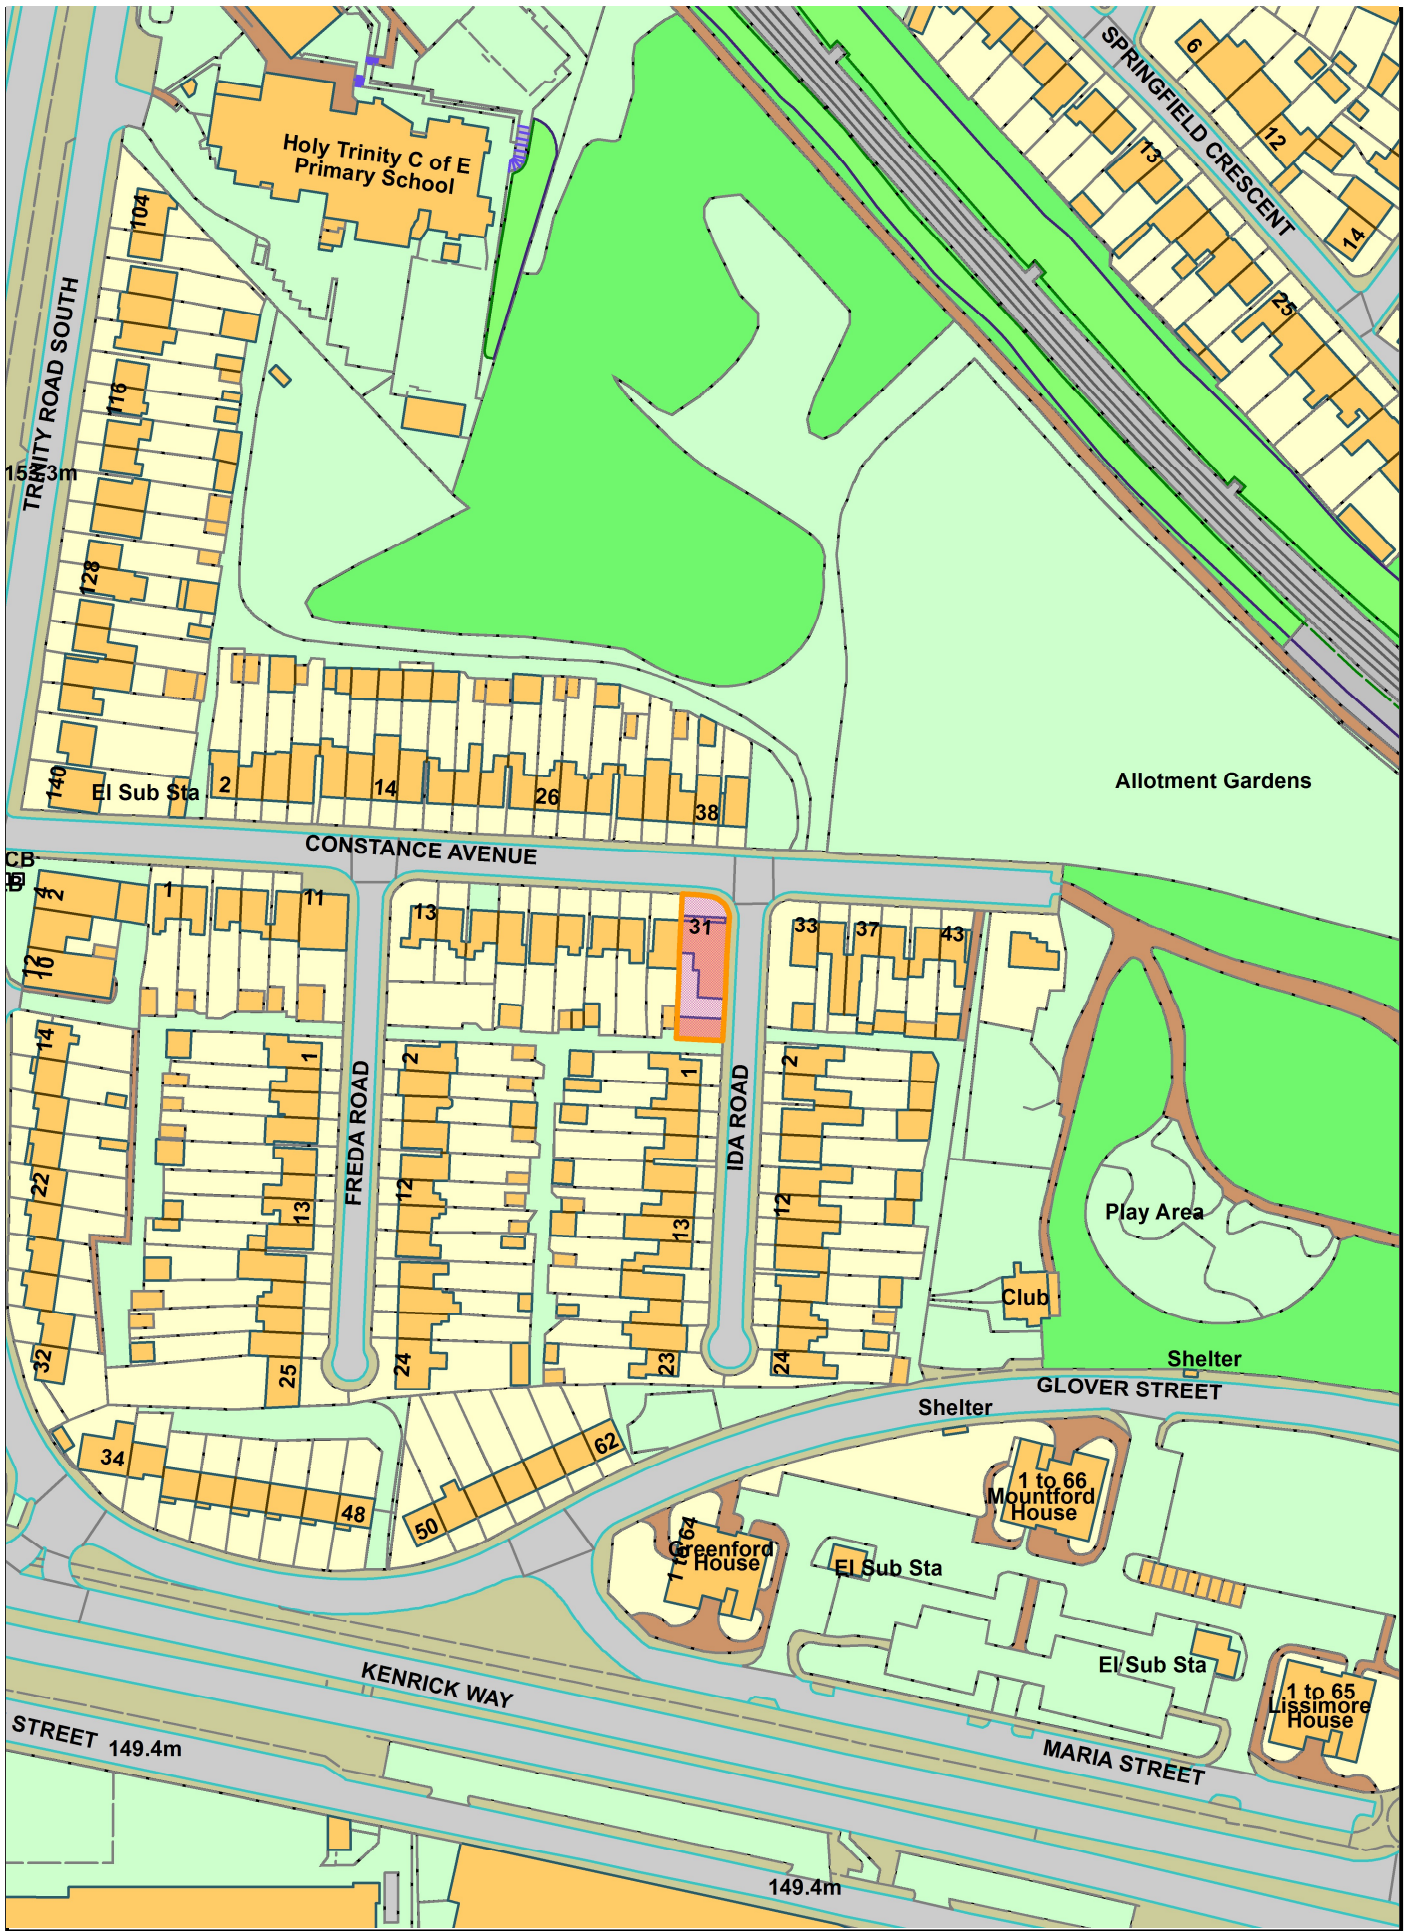 SPRINGFIELD CRESCENT
6
12
13
14
25
Holy Trinity C of E
Primary School
104
TRINITY ROAD SOUTH
116
153.3m
128
140
El Sub Sta
2
14
26
38
Allotment Gardens
CONSTANCE AVENUE
CB
2
1
11
13
31
33
37
43
12
10
14
1
2
1
2
FREDA ROAD
IDA ROAD
22
13
12
13
12
Play Area
Club
32
25
24
23
24
Shelter
GLOVER STREET
Shelter
34
48
50
62
1 to 66
Mountford
House
1 to 64
Greenford
House
El Sub Sta
El Sub Sta
1 to 65
Lissimore
House
KENRICK WAY
STREET
149.4m
MARIA STREET
149.4m